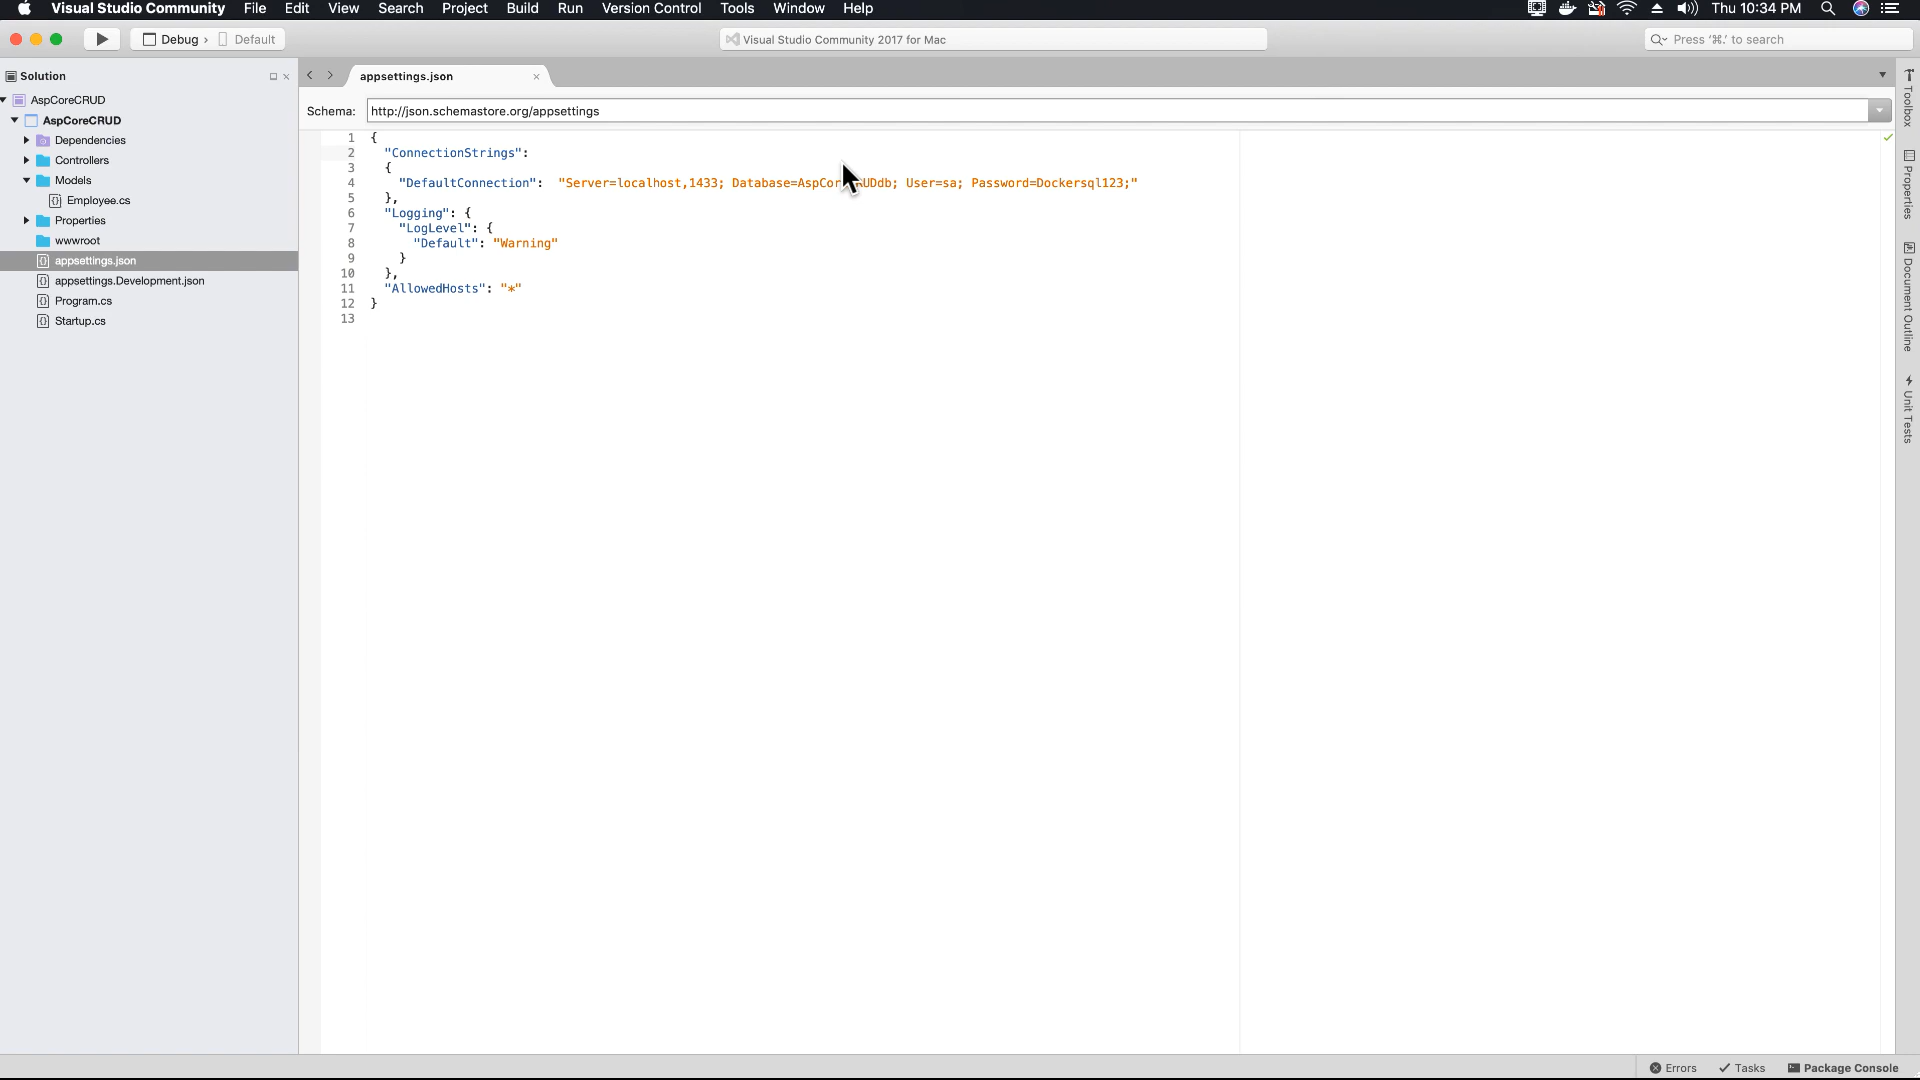 Visual Studio Community File Edit View Search Project Build Run Version Control Tools Window Help Thu 10:34 PM
Debug › Default Visual Studio Community 2017 for Mac Press '⌘.' to search
Solution
AspCoreCRUD
AspCoreCRUD
Dependencies
Controllers
Models
Employee.cs
Properties
wwwroot
appsettings.json
appsettings.Development.json
Program.cs
Startup.cs
appsettings.json
Schema: http://json.schemastore.org/appsettings
1 {
2 "ConnectionStrings":
3 {
4 "DefaultConnection": "Server=localhost,1433; Database=AspCor UDdb; User=sa; Password=Dockersql123;"
5 },
6 "Logging": {
7 "LogLevel": {
8 "Default": "Warning"
9 }
10 },
11 "AllowedHosts": "*"
12 }
13
Toolbox
Properties
Document Outline
Unit Tests
Errors Tasks Package Console